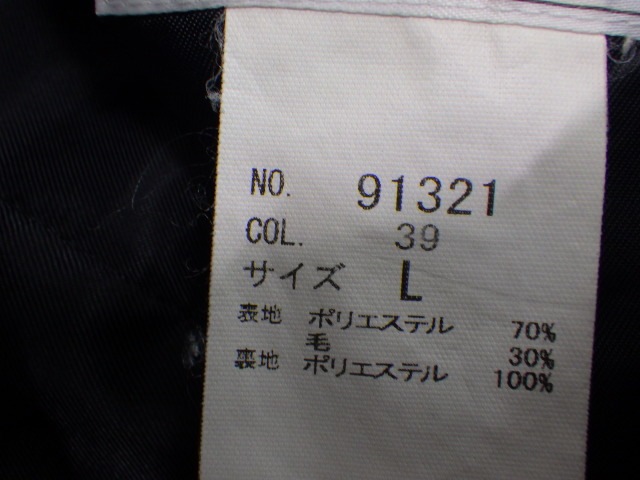 NO. 91321
COL. 39
サイズ L
表地 ポリエステル 70%
毛 30%
裏地 ポリエステル 100%